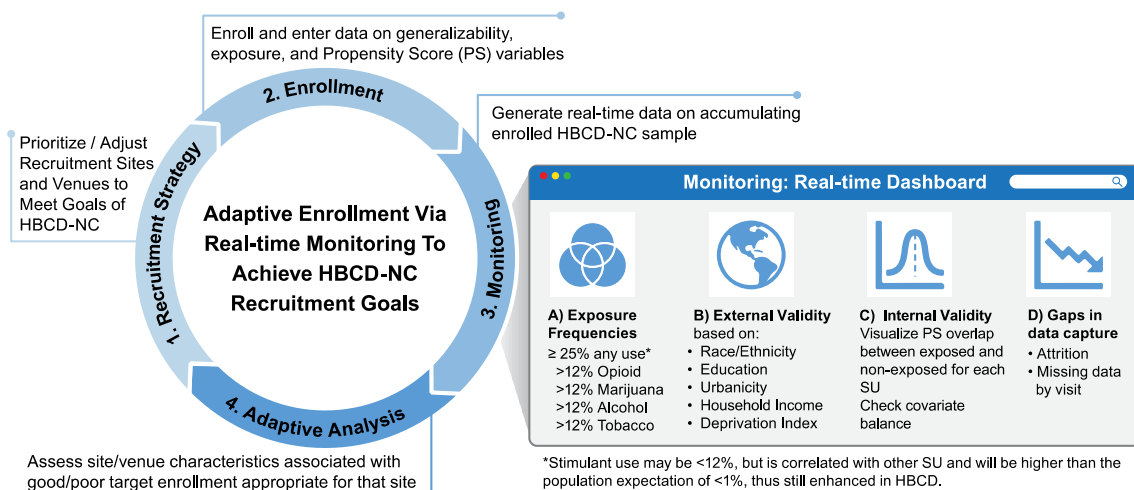 Enroll and enter data on generalizability,
exposure, and Propensity Score (PS) variables
2. Enrollment
Generate real-time data on accumulating
enrolled HBCD-NC sample
Prioritize / Adjust
Recruitment Sites
and Venues to
Meet Goals of
HBCD-NC
1. Recruitment Strategy
Adaptive Enrollment Via
Real-time Monitoring To
Achieve HBCD-NC
Recruitment Goals
3. Monitoring
4. Adaptive Analysis
Assess site/venue characteristics associated with
good/poor target enrollment appropriate for that site
Monitoring: Real-time Dashboard
A) Exposure
Frequencies
≥ 25% any use*
>12% Opioid
>12% Marijuana
>12% Alcohol
>12% Tobacco
B) External Validity
based on:
• Race/Ethnicity
• Education
• Urbanicity
• Household Income
• Deprivation Index
C) Internal Validity
Visualize PS overlap
between exposed and
non-exposed for each
SU
Check covariate
balance
D) Gaps in
data capture
• Attrition
• Missing data
by visit
*Stimulant use may be <12%, but is correlated with other SU and will be higher than the
population expectation of <1%, thus still enhanced in HBCD.